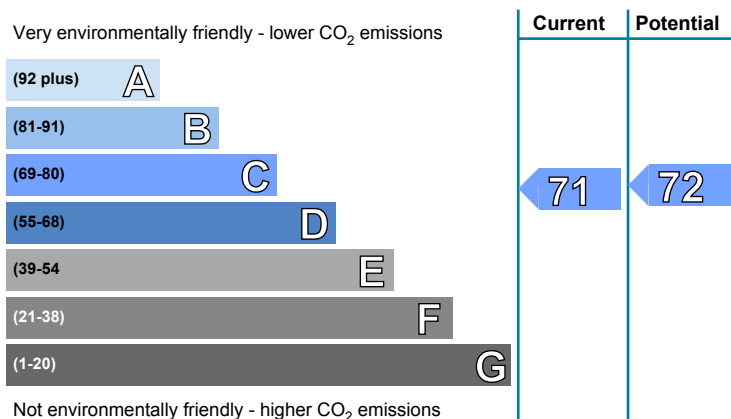 Current Potential
Very environmentally friendly - lower CO2 emissions
(92 plus) A
(81-91) B
(69-80) C 71 72
(55-68) D
(39-54 E
(21-38) F
(1-20) G
Not environmentally friendly - higher CO2 emissions